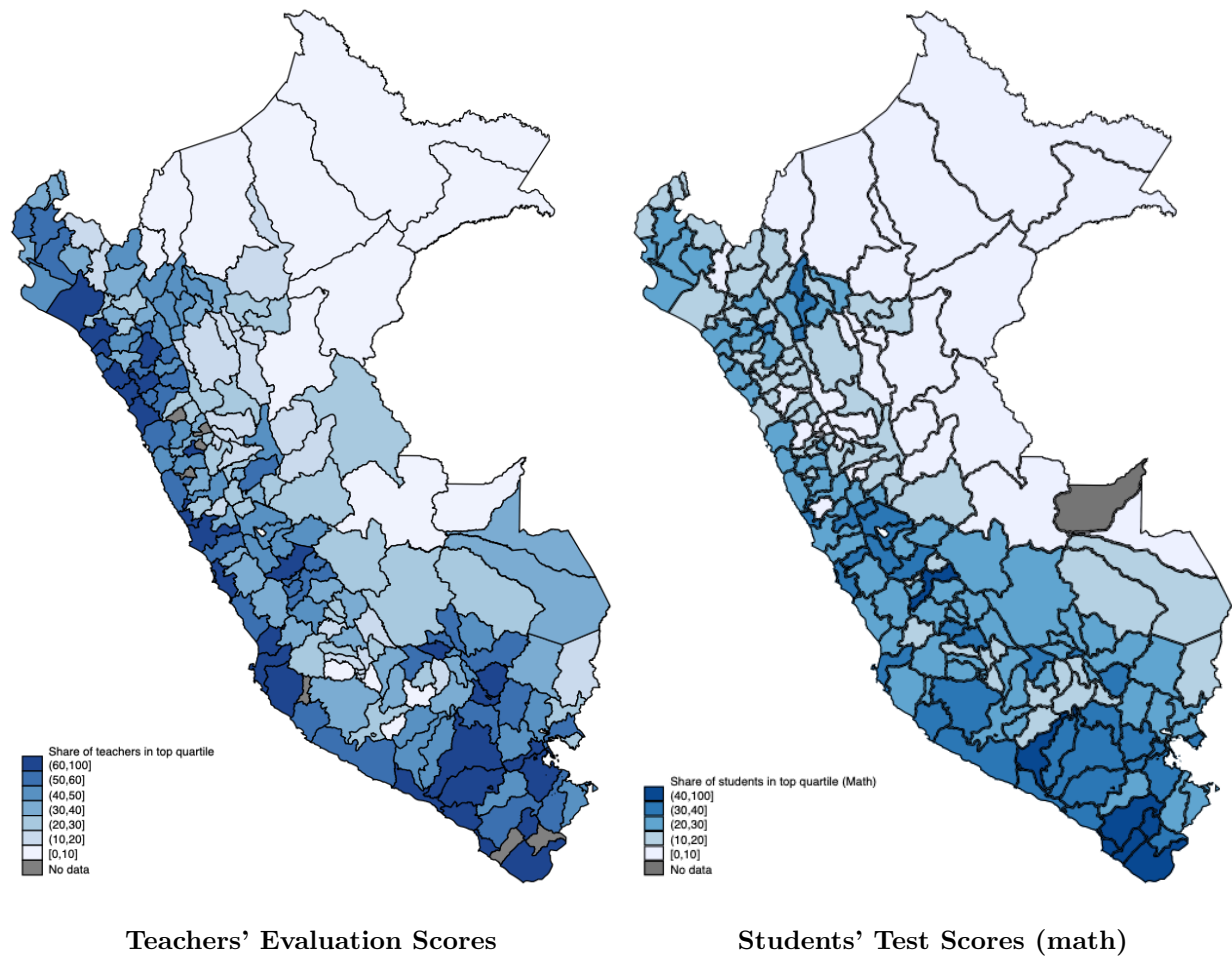 Share of teachers in top quartile
(60,100]
(50,60]
(40,50]
(30,40]
(20,30]
(10,20]
[0,10]
No data
Share of students in top quartile (Math)
(40,100]
(30,40]
(20,30]
(10,20]
[0,10]
No data
Teachers' Evaluation Scores
Students' Test Scores (math)